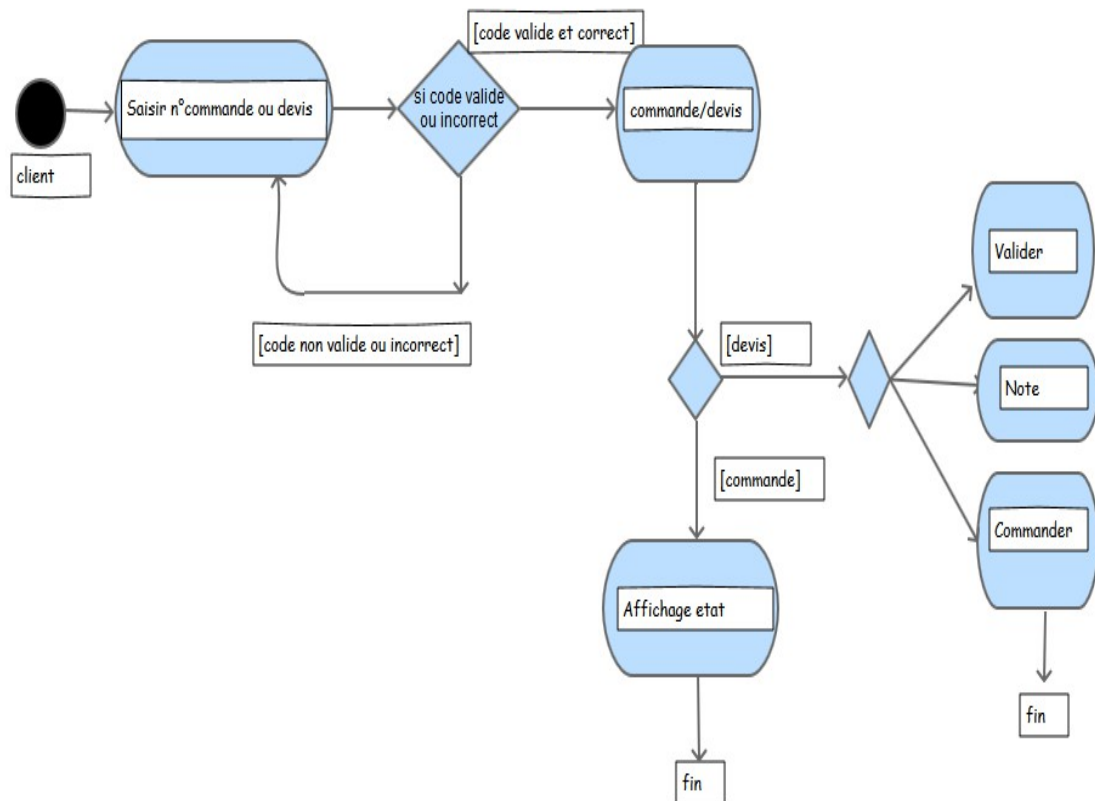 [code valide et correct]
Saisir n°commande ou devis
si code valide
ou incorrect
commande/devis
client
[code non valide ou incorrect]
[devis]
Valider
Note
[commande]
Commander
Affichage etat
fin
fin